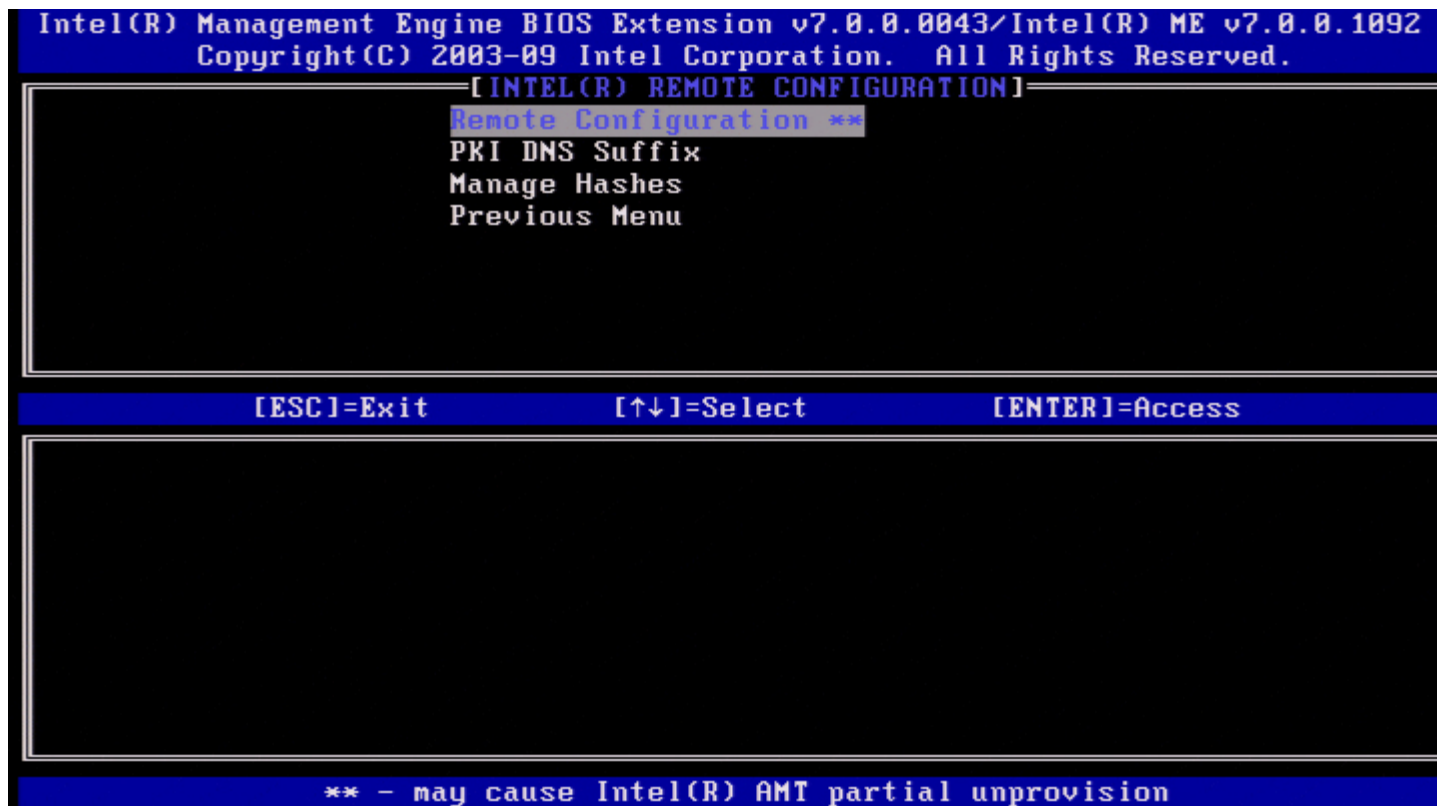 Intel(R) Management Engine BIOS Extension v7.0.0.0043/Intel(R) ME v7.0.0.1092
Copyright(C) 2003-09 Intel Corporation. All Rights Reserved.
[INTEL(R) REMOTE CONFIGURATION]
Remote Configuration **
PKI DNS Suffix
Manage Hashes
Previous Menu
[ESC]=Exit [↑↓]=Select [ENTER]=Access
** - may cause Intel(R) AMT partial unprovision